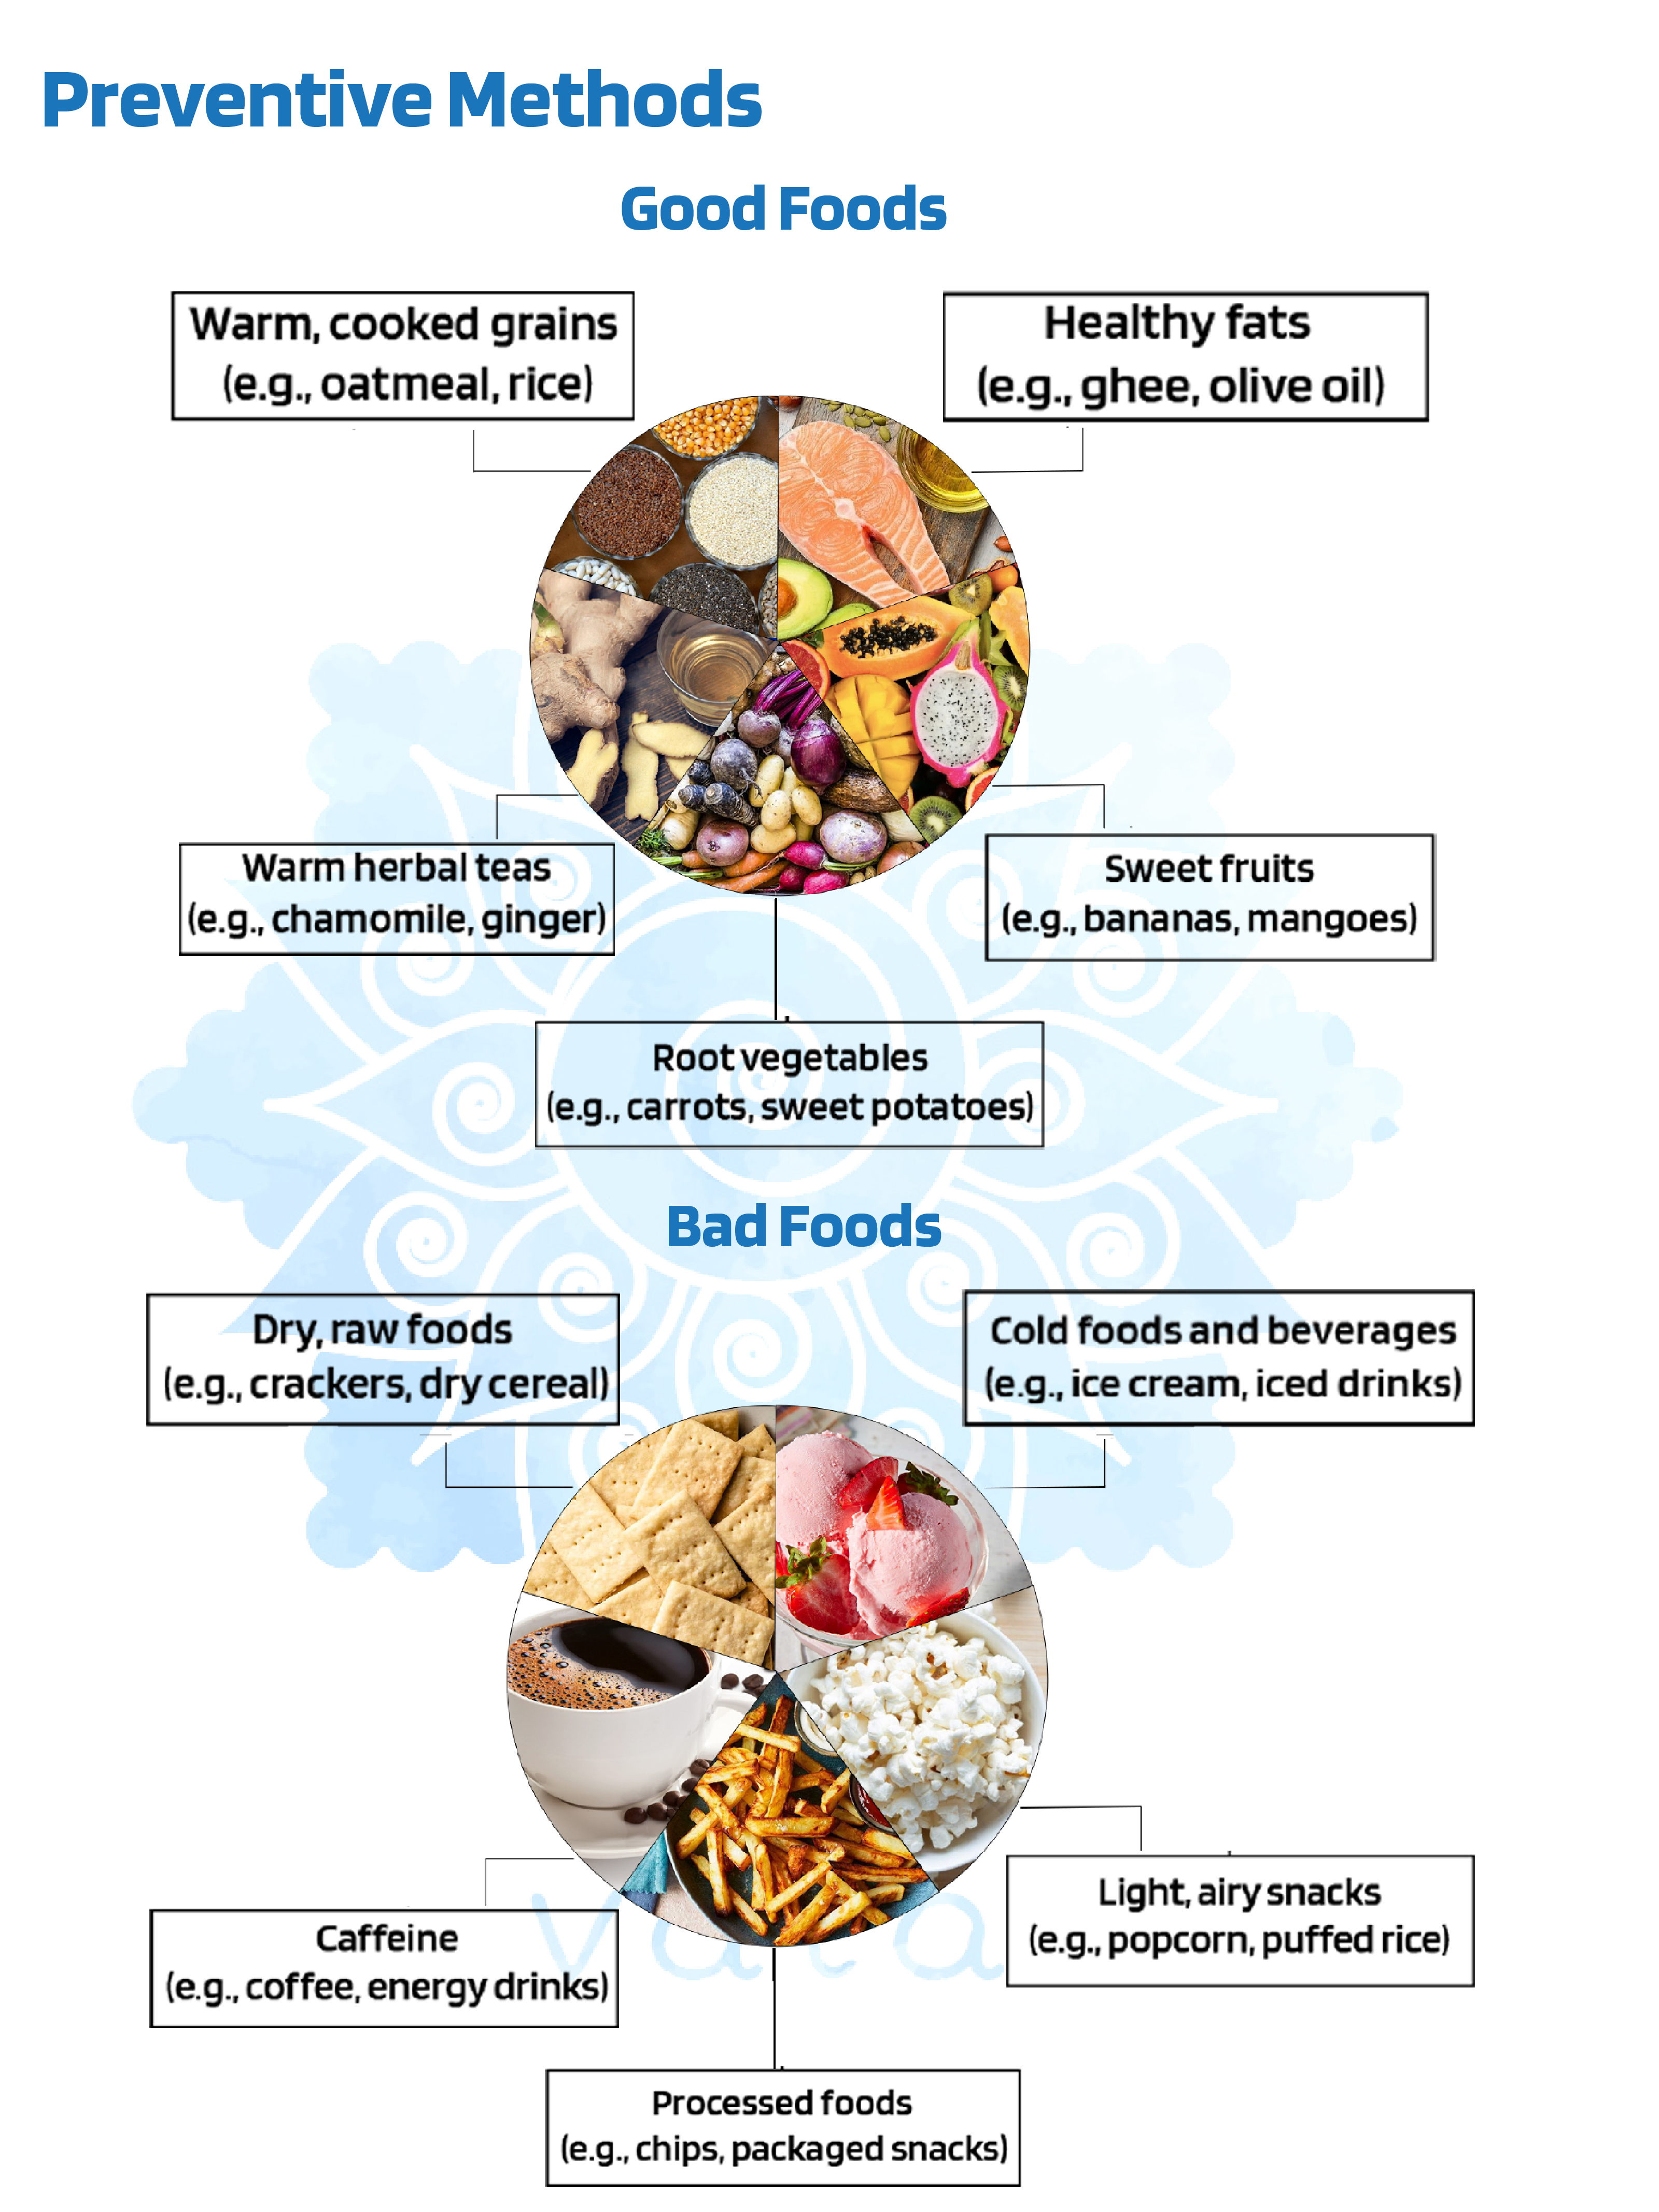 Preventive Methods
Good Foods
Warm, cooked grains
(e.g., oatmeal, rice)
Healthy fats
(e.g., ghee, olive oil)
Warm herbal teas
(e.g., chamomile, ginger)
Sweet fruits
(e.g., bananas, mangoes)
Root vegetables
(e.g., carrots, sweet potatoes)
Bad Foods
Dry, raw foods
(e.g., crackers, dry cereal)
Cold foods and beverages
(e.g., ice cream, iced drinks)
Light, airy snacks
(e.g., popcorn, puffed rice)
Caffeine
(e.g., coffee, energy drinks)
Vata
Processed foods
(e.g., chips, packaged snacks)